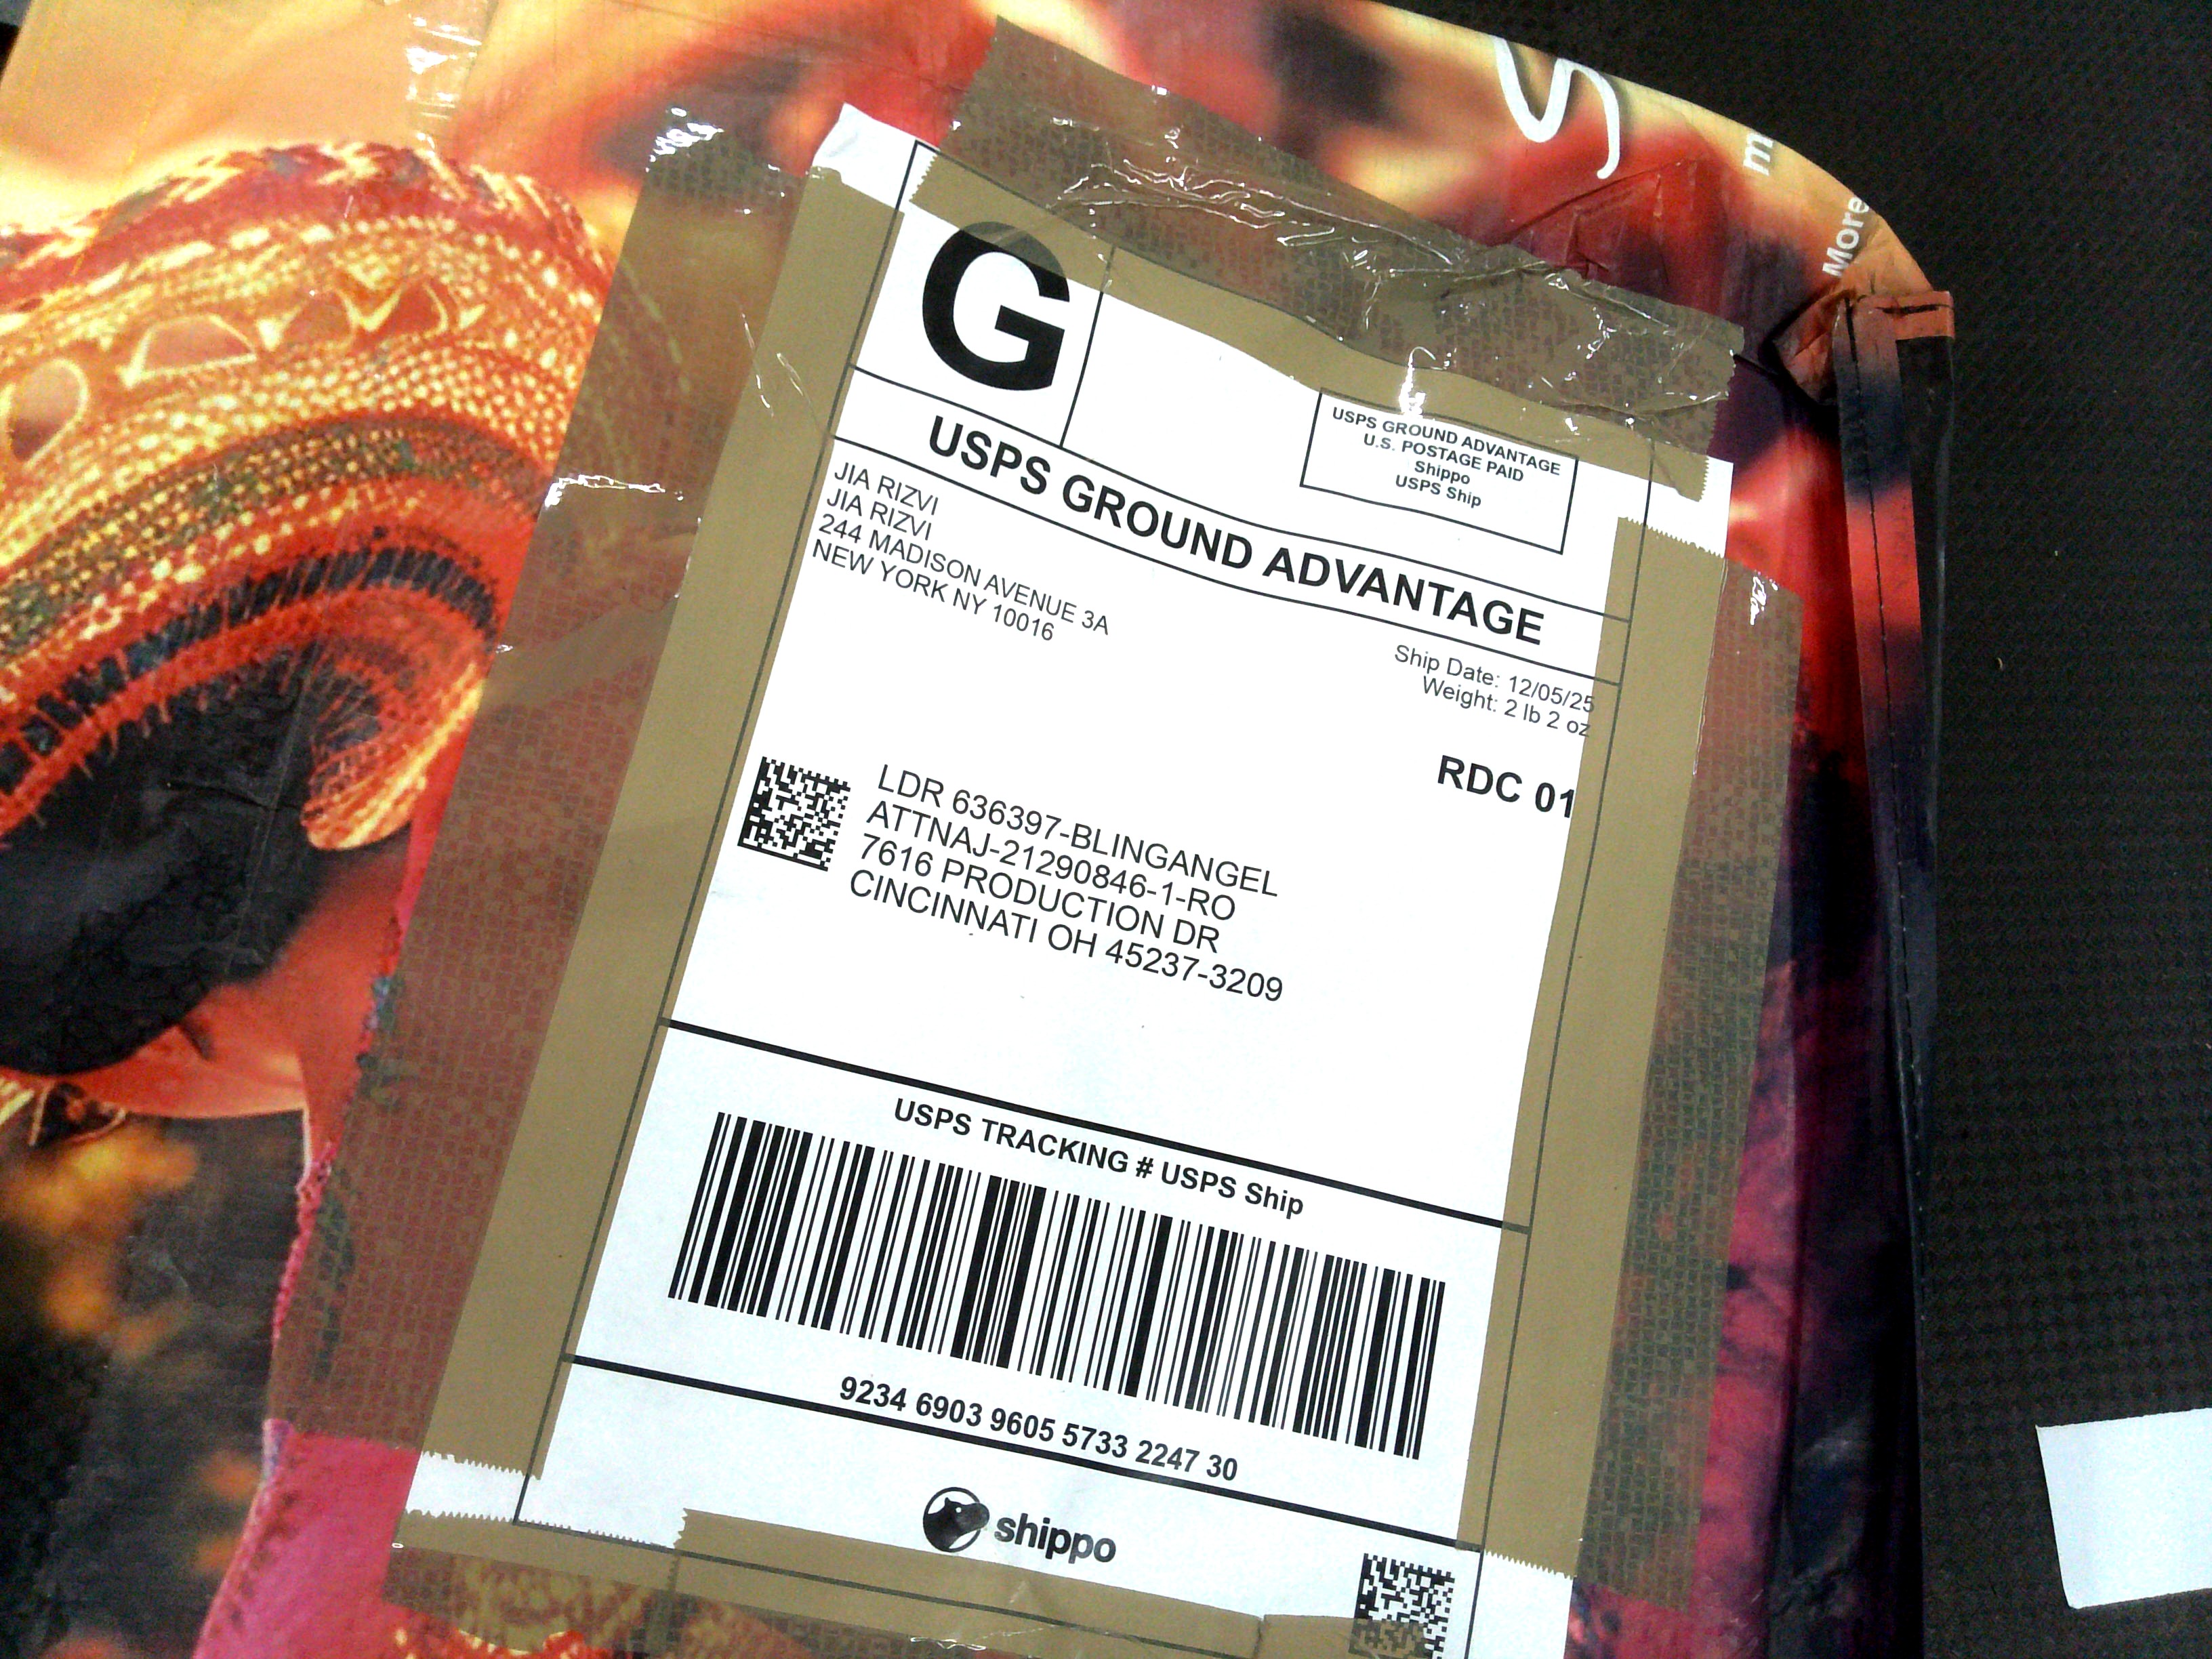 m
More
G
USPS GROUND ADVANTAGE
U.S. POSTAGE PAID
Shippo
USPS Ship
USPS GROUND ADVANTAGE
JIA RIZVI
JIA RIZVI
244 MADISON AVENUE 3A
NEW YORK NY 10016
Ship Date: 12/05/25
Weight: 2 lb 2 oz
RDC 01
LDR 636397-BLINGANGEL
ATTNAJ-21290846-1-RO
7616 PRODUCTION DR
CINCINNATI OH 45237-3209
USPS TRACKING # USPS Ship
9234 6903 9605 5733 2247 30
shippo